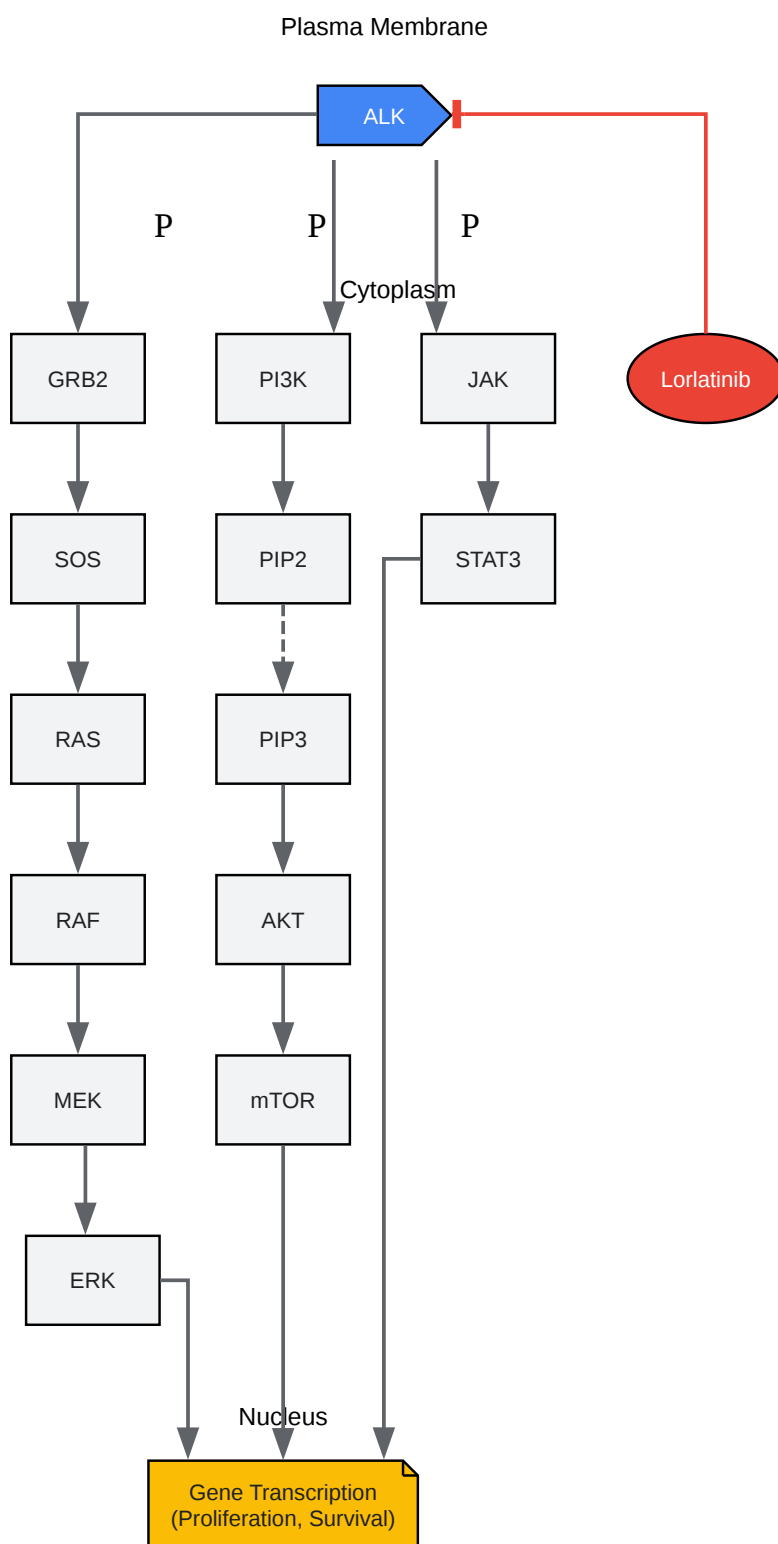 Plasma Membrane
ALK
P
P
P
Cytoplasm
GRB2
PI3K
JAK
Lorlatinib
SOS
PIP2
STAT3
RAS
PIP3
RAF
AKT
MEK
mTOR
ERK
Nucleus
Gene Transcription
(Proliferation, Survival)